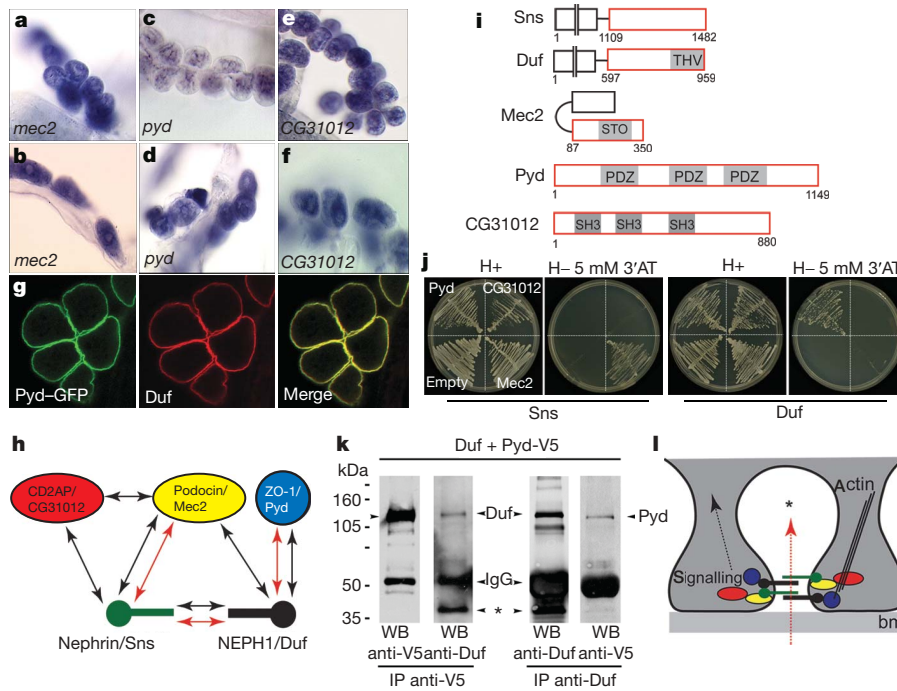 a
mec2
c
pyd
e
CG31012
b
mec2
d
pyd
f
CG31012
g
Pyd–GFP
Duf
Merge
h
CD2AP/
CG31012
Podocin/
Mec2
ZO-1/
Pyd
Nephrin/Sns
NEPH1/Duf
i
Sns
1
1109
1482
Duf
THV
1
597
959
Mec2
STO
87
350
Pyd
PDZ
PDZ
PDZ
1
1149
CG31012
SH3
SH3
SH3
1
880
j
H+
H– 5 mM 3′AT
H+
H– 5 mM 3′AT
Pyd
CG31012
Empty
Mec2
Sns
Duf
k
Duf + Pyd-V5
kDa
160
105
50
35
Duf
IgG
*
Pyd
WB
anti-V5
WB
anti-Duf
WB
anti-Duf
WB
anti-V5
IP anti-V5
IP anti-Duf
l
*
Actin
Signalling
bm